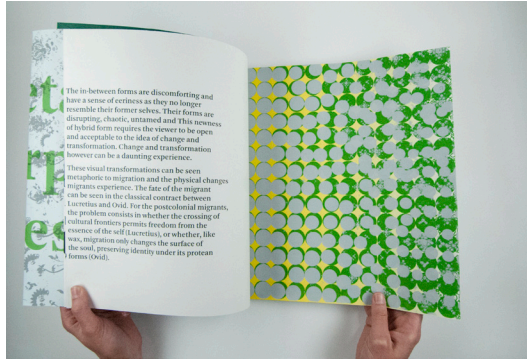 The in-between forms are discomforting and
have a sense of eeriness as they no longer
resemble their former selves. Their forms are
disrupting, chaotic, untamed and This newness
of hybrid form requires the viewer to be open
and acceptable to the idea of change and
transformation. Change and transformation
however can be a daunting experience.
These visual transformations can be seen
metaphoric to migration and the physical changes
migrants experience. The fate of the migrant
can be seen in the classical contract between
Lucretius and Ovid. For the postcolonial migrants,
the problem consists in whether the crossing of
cultural frontiers permits freedom from the
essence of the self (Lucretius), or whether, like
wax, migration only changes the surface of
the soul, preserving identity under its protean
forms (Ovid).